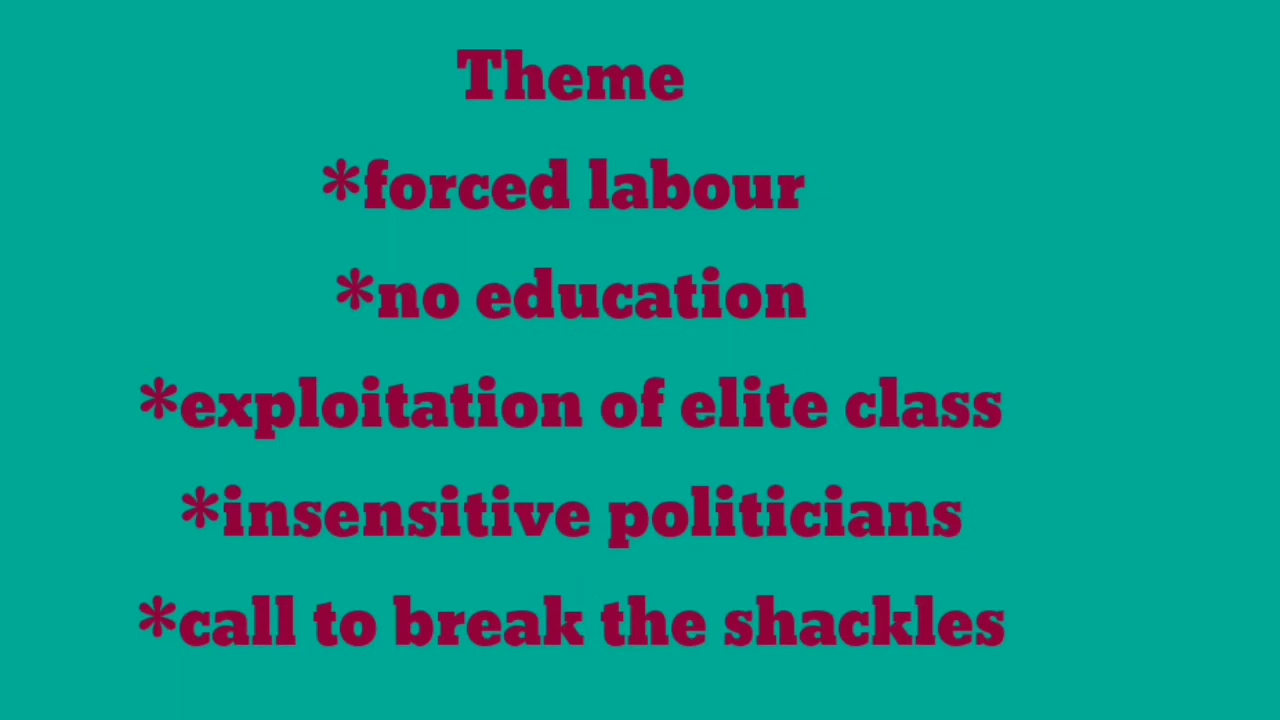 Theme
*forced labour
*no education
*exploitation of elite class
*insensitive politicians
*call to break the shackles